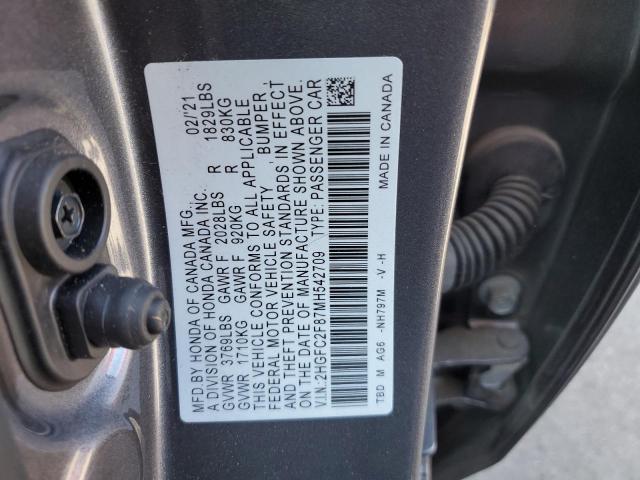 MFD.BY HONDA OF CANADA MFG. 02/'21
A DIVISION OF HONDA CANADA INC.
GVWR 3769LBS GAWR F 2028LBS R 1829LBS
GVWR 1710KG GAWR F 920KG R 830KG
THIS VEHICLE CONFORMS TO ALL APPLICABLE
FEDERAL MOTOR VEHICLE SAFETY, BUMPER,
AND THEFT PREVENTION STANDARDS IN EFFECT
ON THE DATE OF MANUFACTURE SHOWN ABOVE.
V.I.N.:2HGFC2F87MH542709 TYPE: PASSENGER CAR
TBD M AG6 -NH797M -V-H MADE IN CANADA